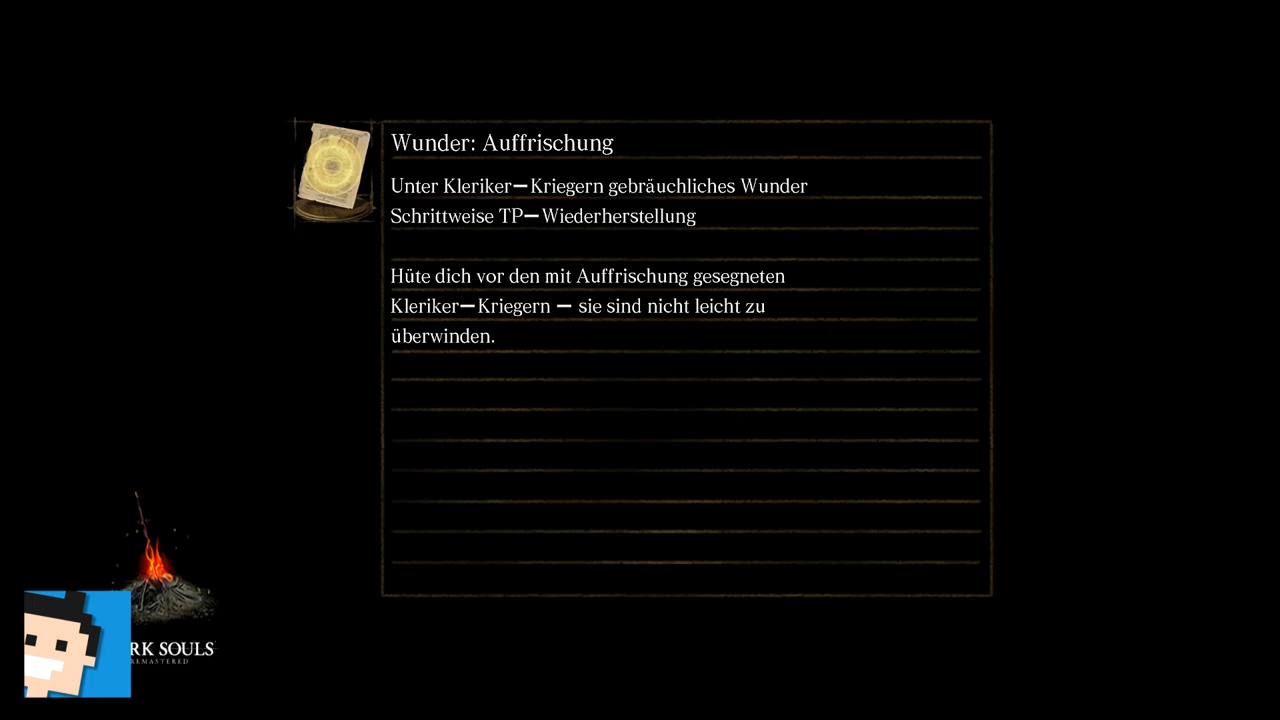 Wunder: Auffrischung
Unter Kleriker–Kriegern gebräuchliches Wunder
Schrittweise TP–Wiederherstellung
Hüte dich vor den mit Auffrischung gesegneten
Kleriker–Kriegern – sie sind nicht leicht zu
überwinden.
RK SOULS
REMASTERED